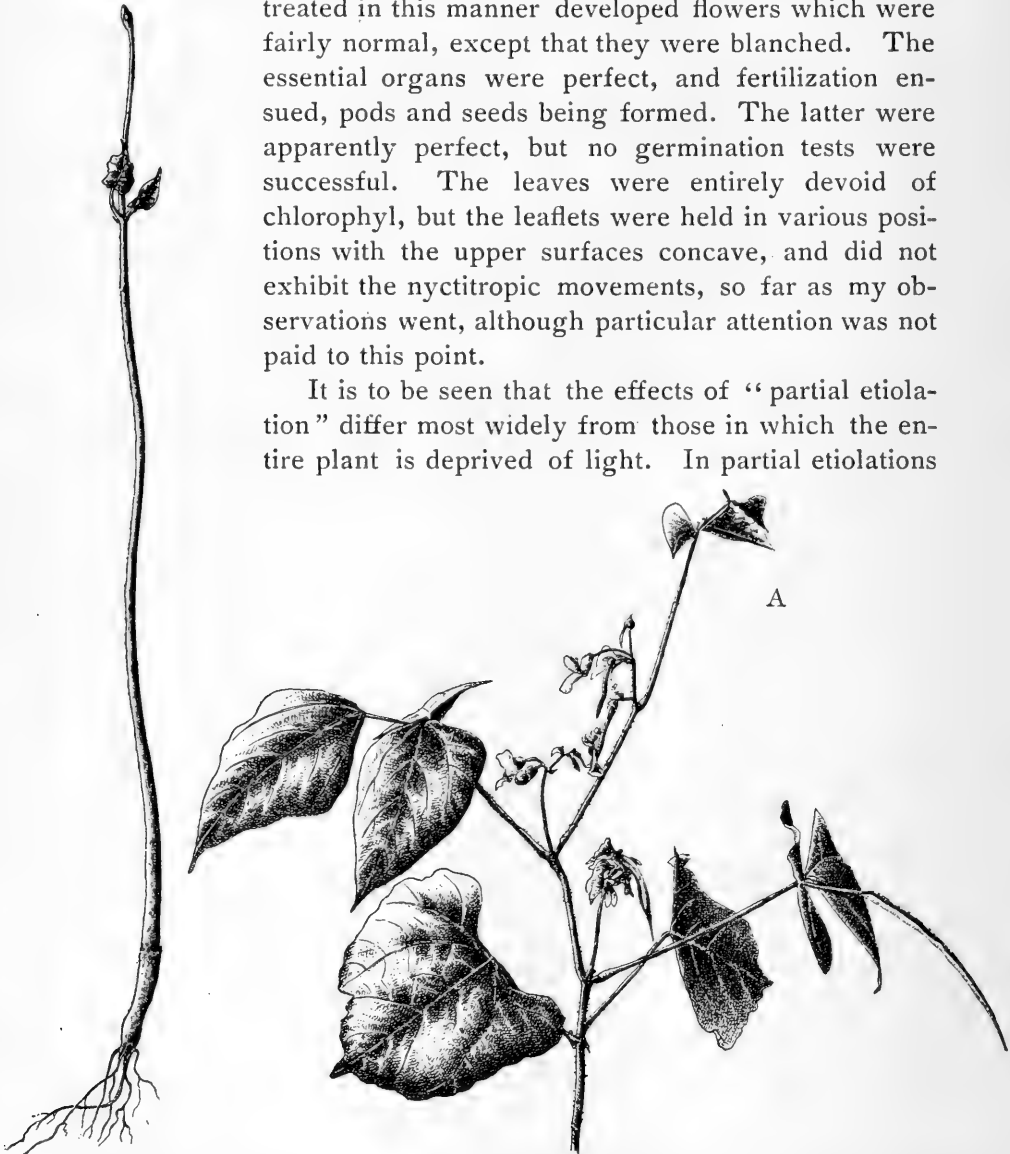 treated in this manner developed flowers which were
fairly normal, except that they were blanched. The
essential organs were perfect, and fertilization en-
sued, pods and seeds being formed. The latter were
apparently perfect, but no germination tests were
successful. The leaves were entirely devoid of
chlorophyl, but the leaflets were held in various posi-
tions with the upper surfaces concave, and did not
exhibit the nyctitropic movements, so far as my ob-
servations went, although particular attention was not
paid to this point.
It is to be seen that the effects of “partial etiola-
tion” differ most widely from those in which the en-
tire plant is deprived of light. In partial etiolations
A